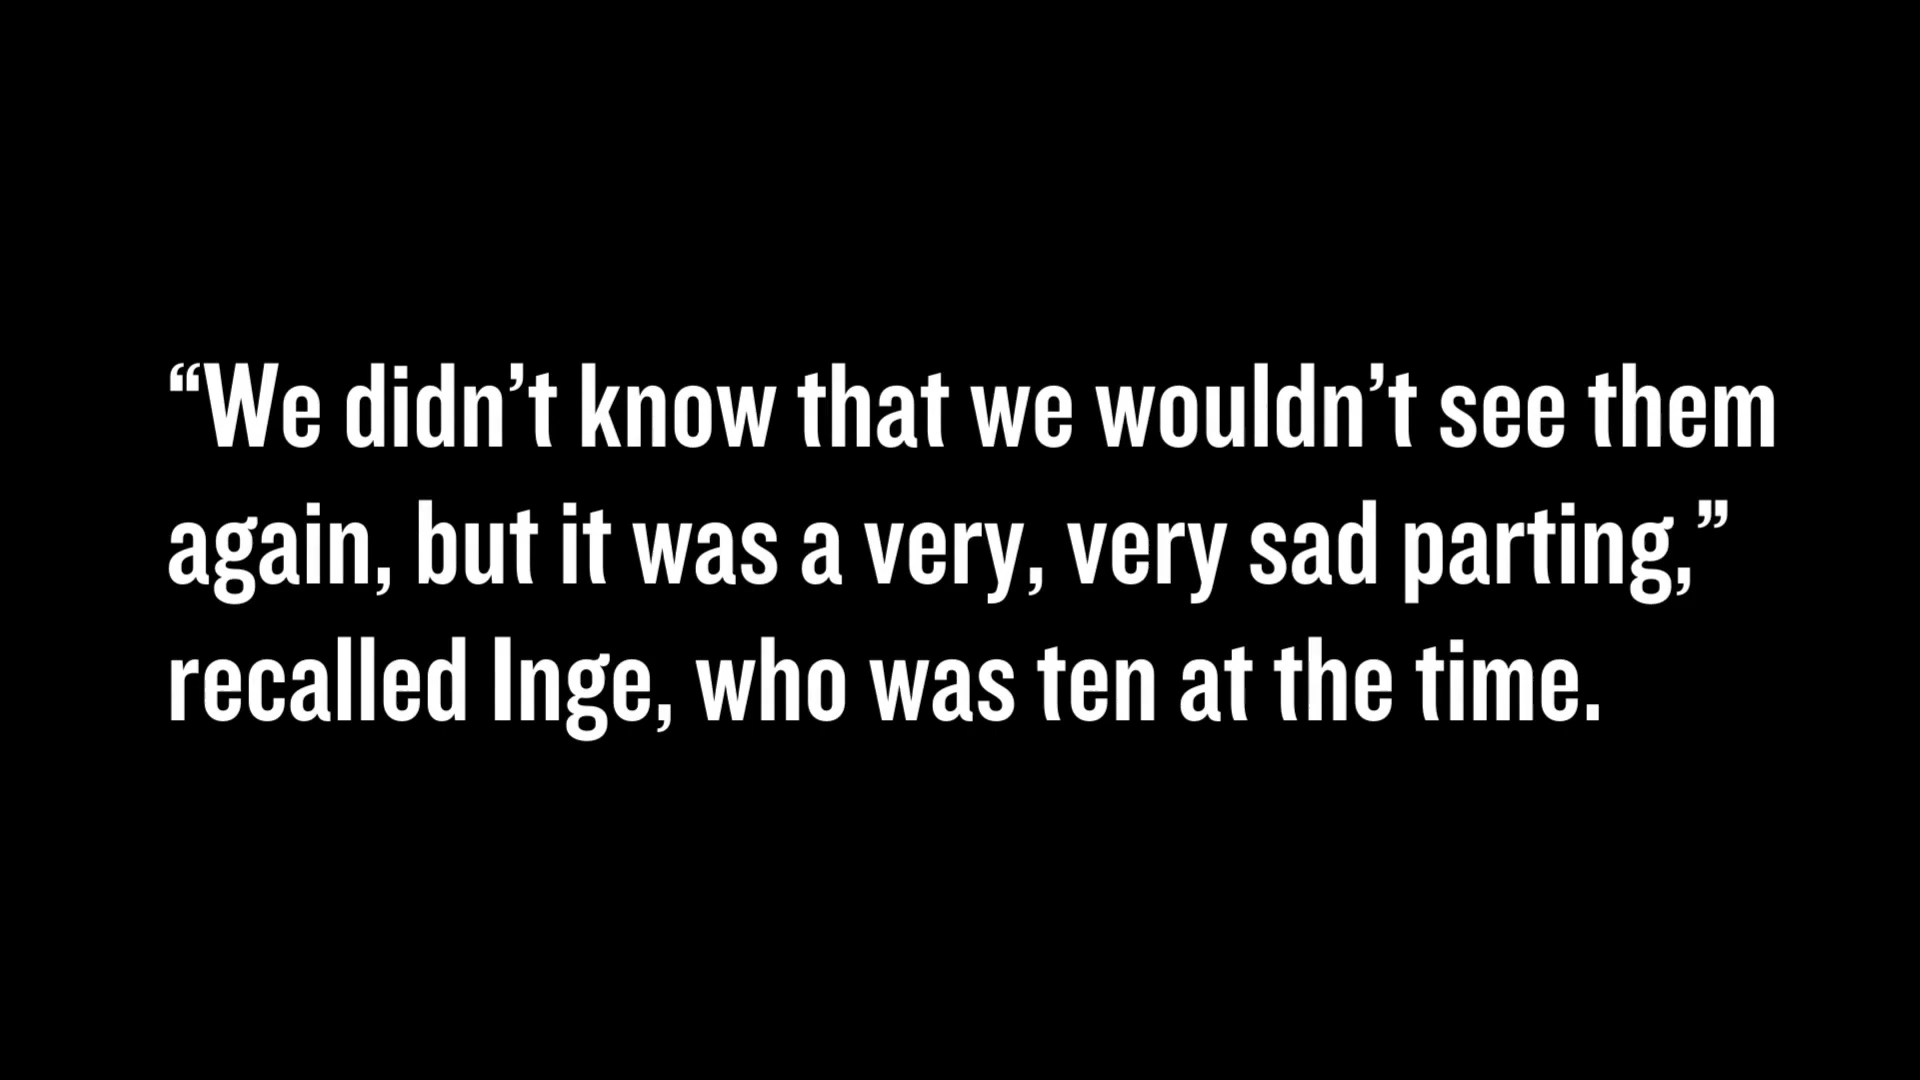 “We didn’t know that we wouldn’t see them
again, but it was a very, very sad parting,”
recalled Inge, who was ten at the time.